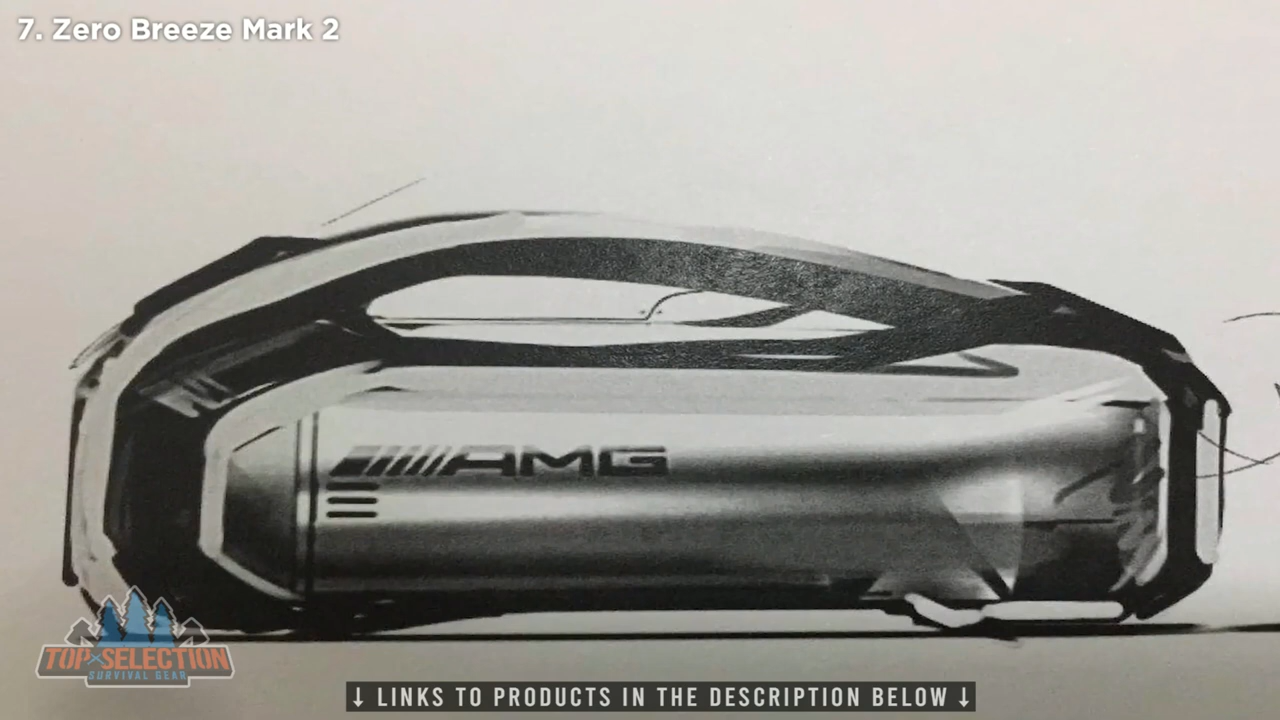 7. Zero Breeze Mark 2
AMG
TOP SELECTION
SURVIVAL GEAR
↓ LINKS TO PRODUCTS IN THE DESCRIPTION BELOW ↓